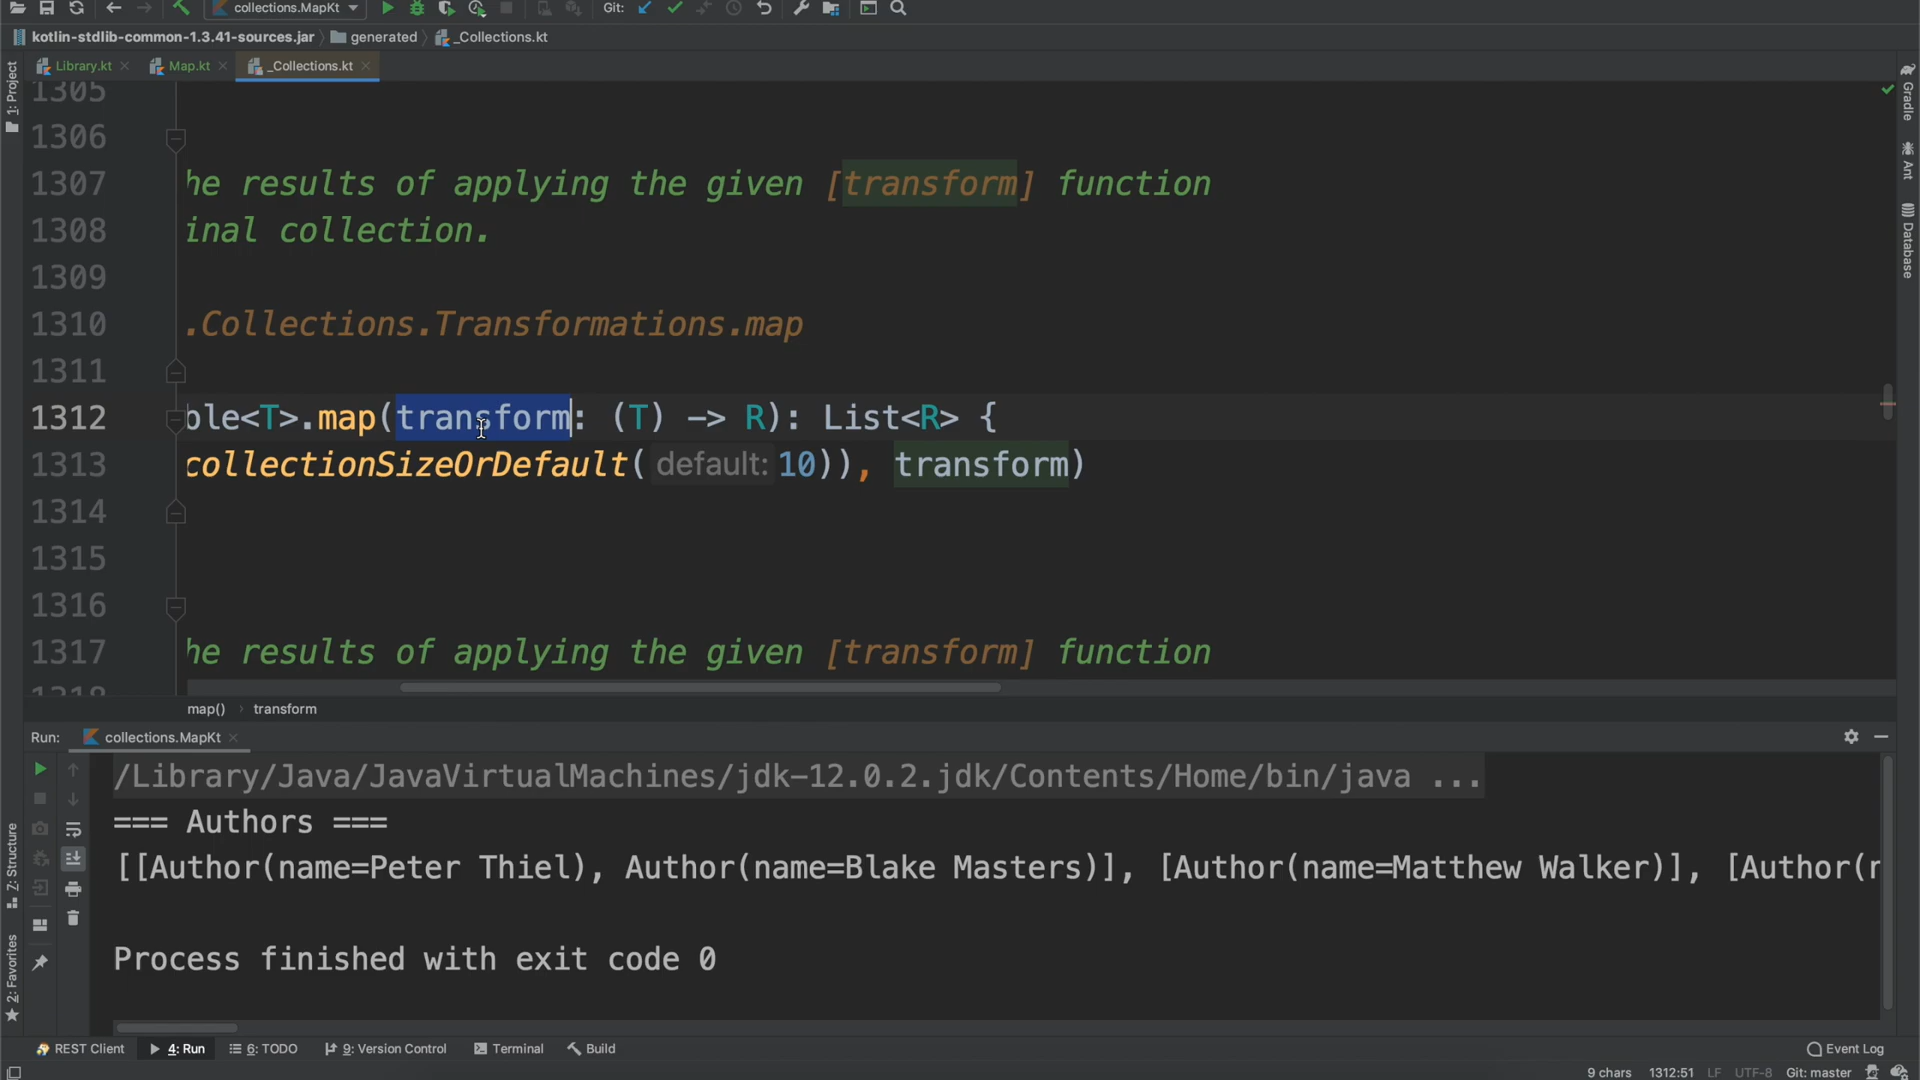 collections.MapKt
Git:
kotlin-stdlib-common-1.3.41-sources.jar generated _Collections.kt
Library.kt Map.kt _Collections.kt
1: Project
Gradle
Ant
Database
1305
1306
1307 he results of applying the given [transform] function
1308 inal collection.
1309
1310 .Collections.Transformations.map
1311
1312 ble<T>.map(transform: (T) -> R): List<R> {
1313 collectionSizeOrDefault( default: 10)), transform)
1314
1315
1316
1317 he results of applying the given [transform] function
1318
map() transform
Run: collections.MapKt
/Library/Java/JavaVirtualMachines/jdk-12.0.2.jdk/Contents/Home/bin/java ...
=== Authors ===
[[Author(name=Peter Thiel), Author(name=Blake Masters)], [Author(name=Matthew Walker)], [Author(r
Process finished with exit code 0
Z: Structure
2: Favorites
REST Client 4: Run 6: TODO 9: Version Control Terminal Build Event Log
9 chars 1312:51 LF UTF-8 Git: master